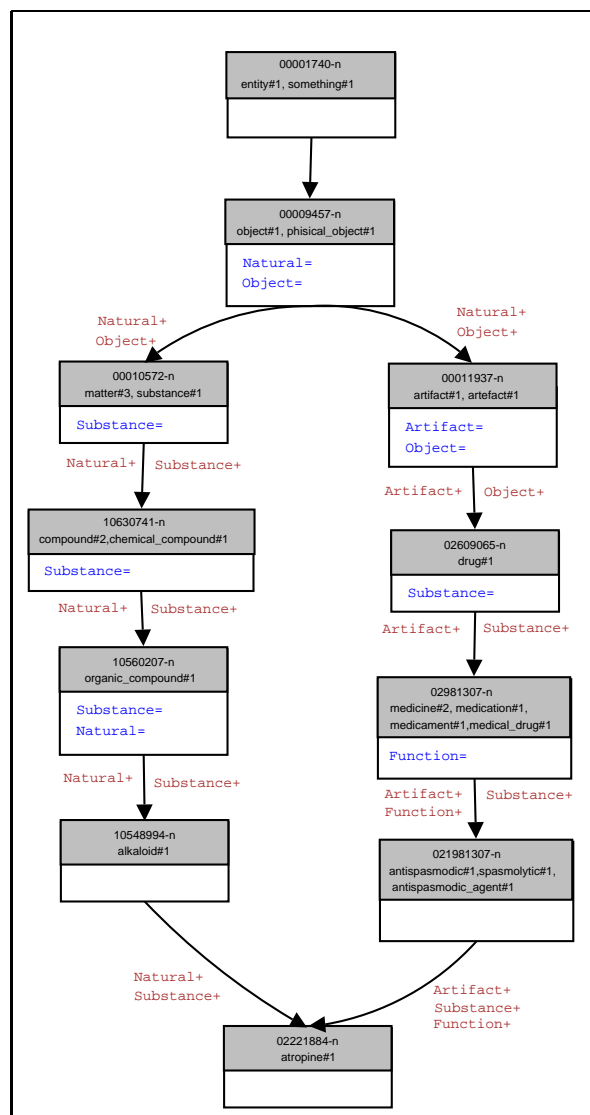 00001740-n
entity#1, something#1
00009457-n
object#1, phisical_object#1
Natural=
Object=
Natural+
Object+
Natural+
Object+
00010572-n
matter#3, substance#1
Substance=
00011937-n
artifact#1, artefact#1
Artifact=
Object=
Natural+ Substance+
Artifact+ Object+
10630741-n
compound#2,chemical_compound#1
Substance=
02609065-n
drug#1
Substance=
Natural+ Substance+
Artifact+ Substance+
10560207-n
organic_compound#1
Substance=
Natural=
02981307-n
medicine#2, medication#1,
medicament#1,medical_drug#1
Function=
Natural+ Substance+
Artifact+ Substance+
Function+
10548994-n
alkaloid#1
021981307-n
antispasmodic#1,spasmolytic#1,
antispasmodic_agent#1
Natural+
Substance+
Artifact+
Substance+
Function+
02221884-n
atropine#1